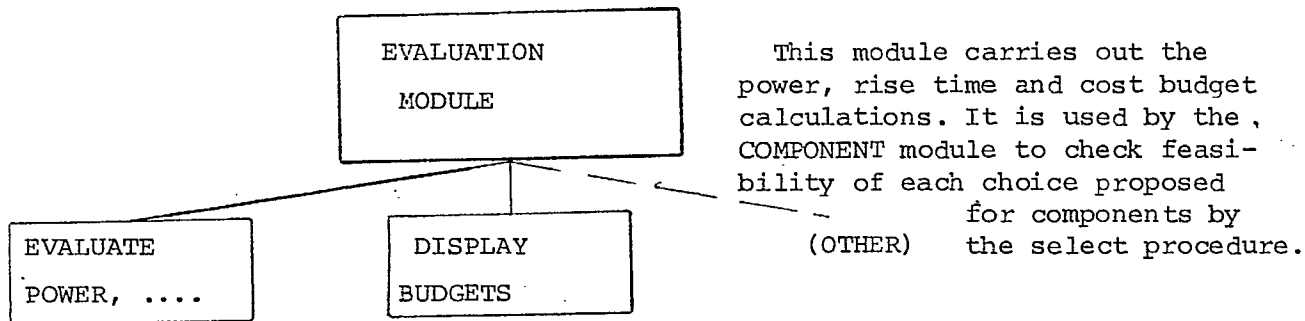 EVALUATION
MODULE
This module carries out the
power, rise time and cost budget
calculations. It is used by the
COMPONENT module to check feasi-
bility of each choice proposed
for components by
the select procedure.
(OTHER)
EVALUATE
POWER, ....
DISPLAY
BUDGETS